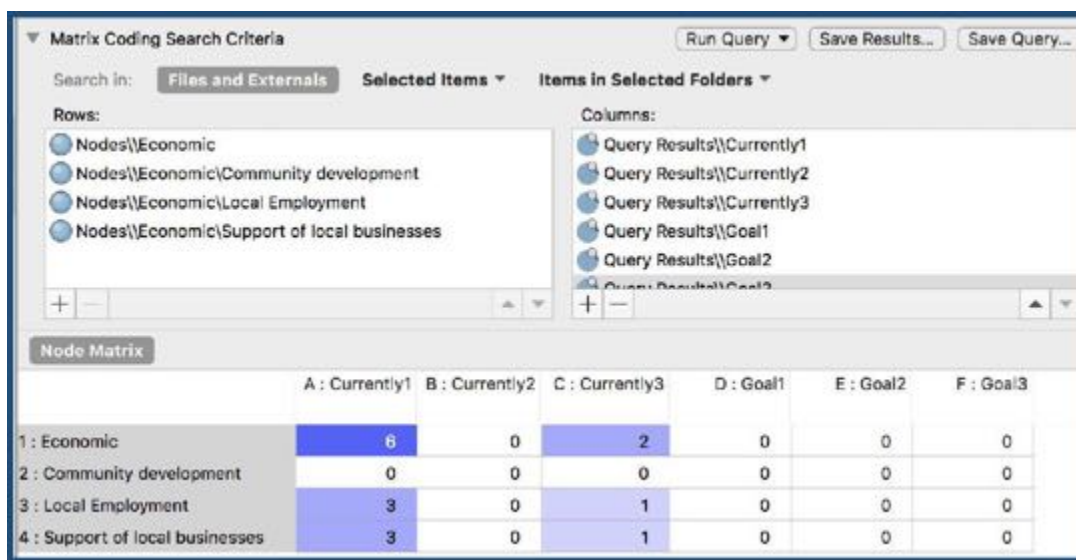 Matrix Coding Search Criteria Run Query Save Results... Save Query...
Search in: Files and Externals Selected Items Items in Selected Folders
Rows: Columns:
Nodes\\Economic Query Results\\Currently1
Nodes\\Economic\Community development Query Results\\Currently2
Nodes\\Economic\Local Employment Query Results\\Currently3
Nodes\\Economic\Support of local businesses Query Results\\Goal1
Query Results\\Goal2
Query Results\\Goal3
Node Matrix
A : Currently1 B : Currently2 C : Currently3 D : Goal1 E : Goal2 F : Goal3
1 : Economic 6 0 2 0 0 0
2 : Community development 0 0 0 0 0 0
3 : Local Employment 3 0 1 0 0 0
4 : Support of local businesses 3 0 1 0 0 0